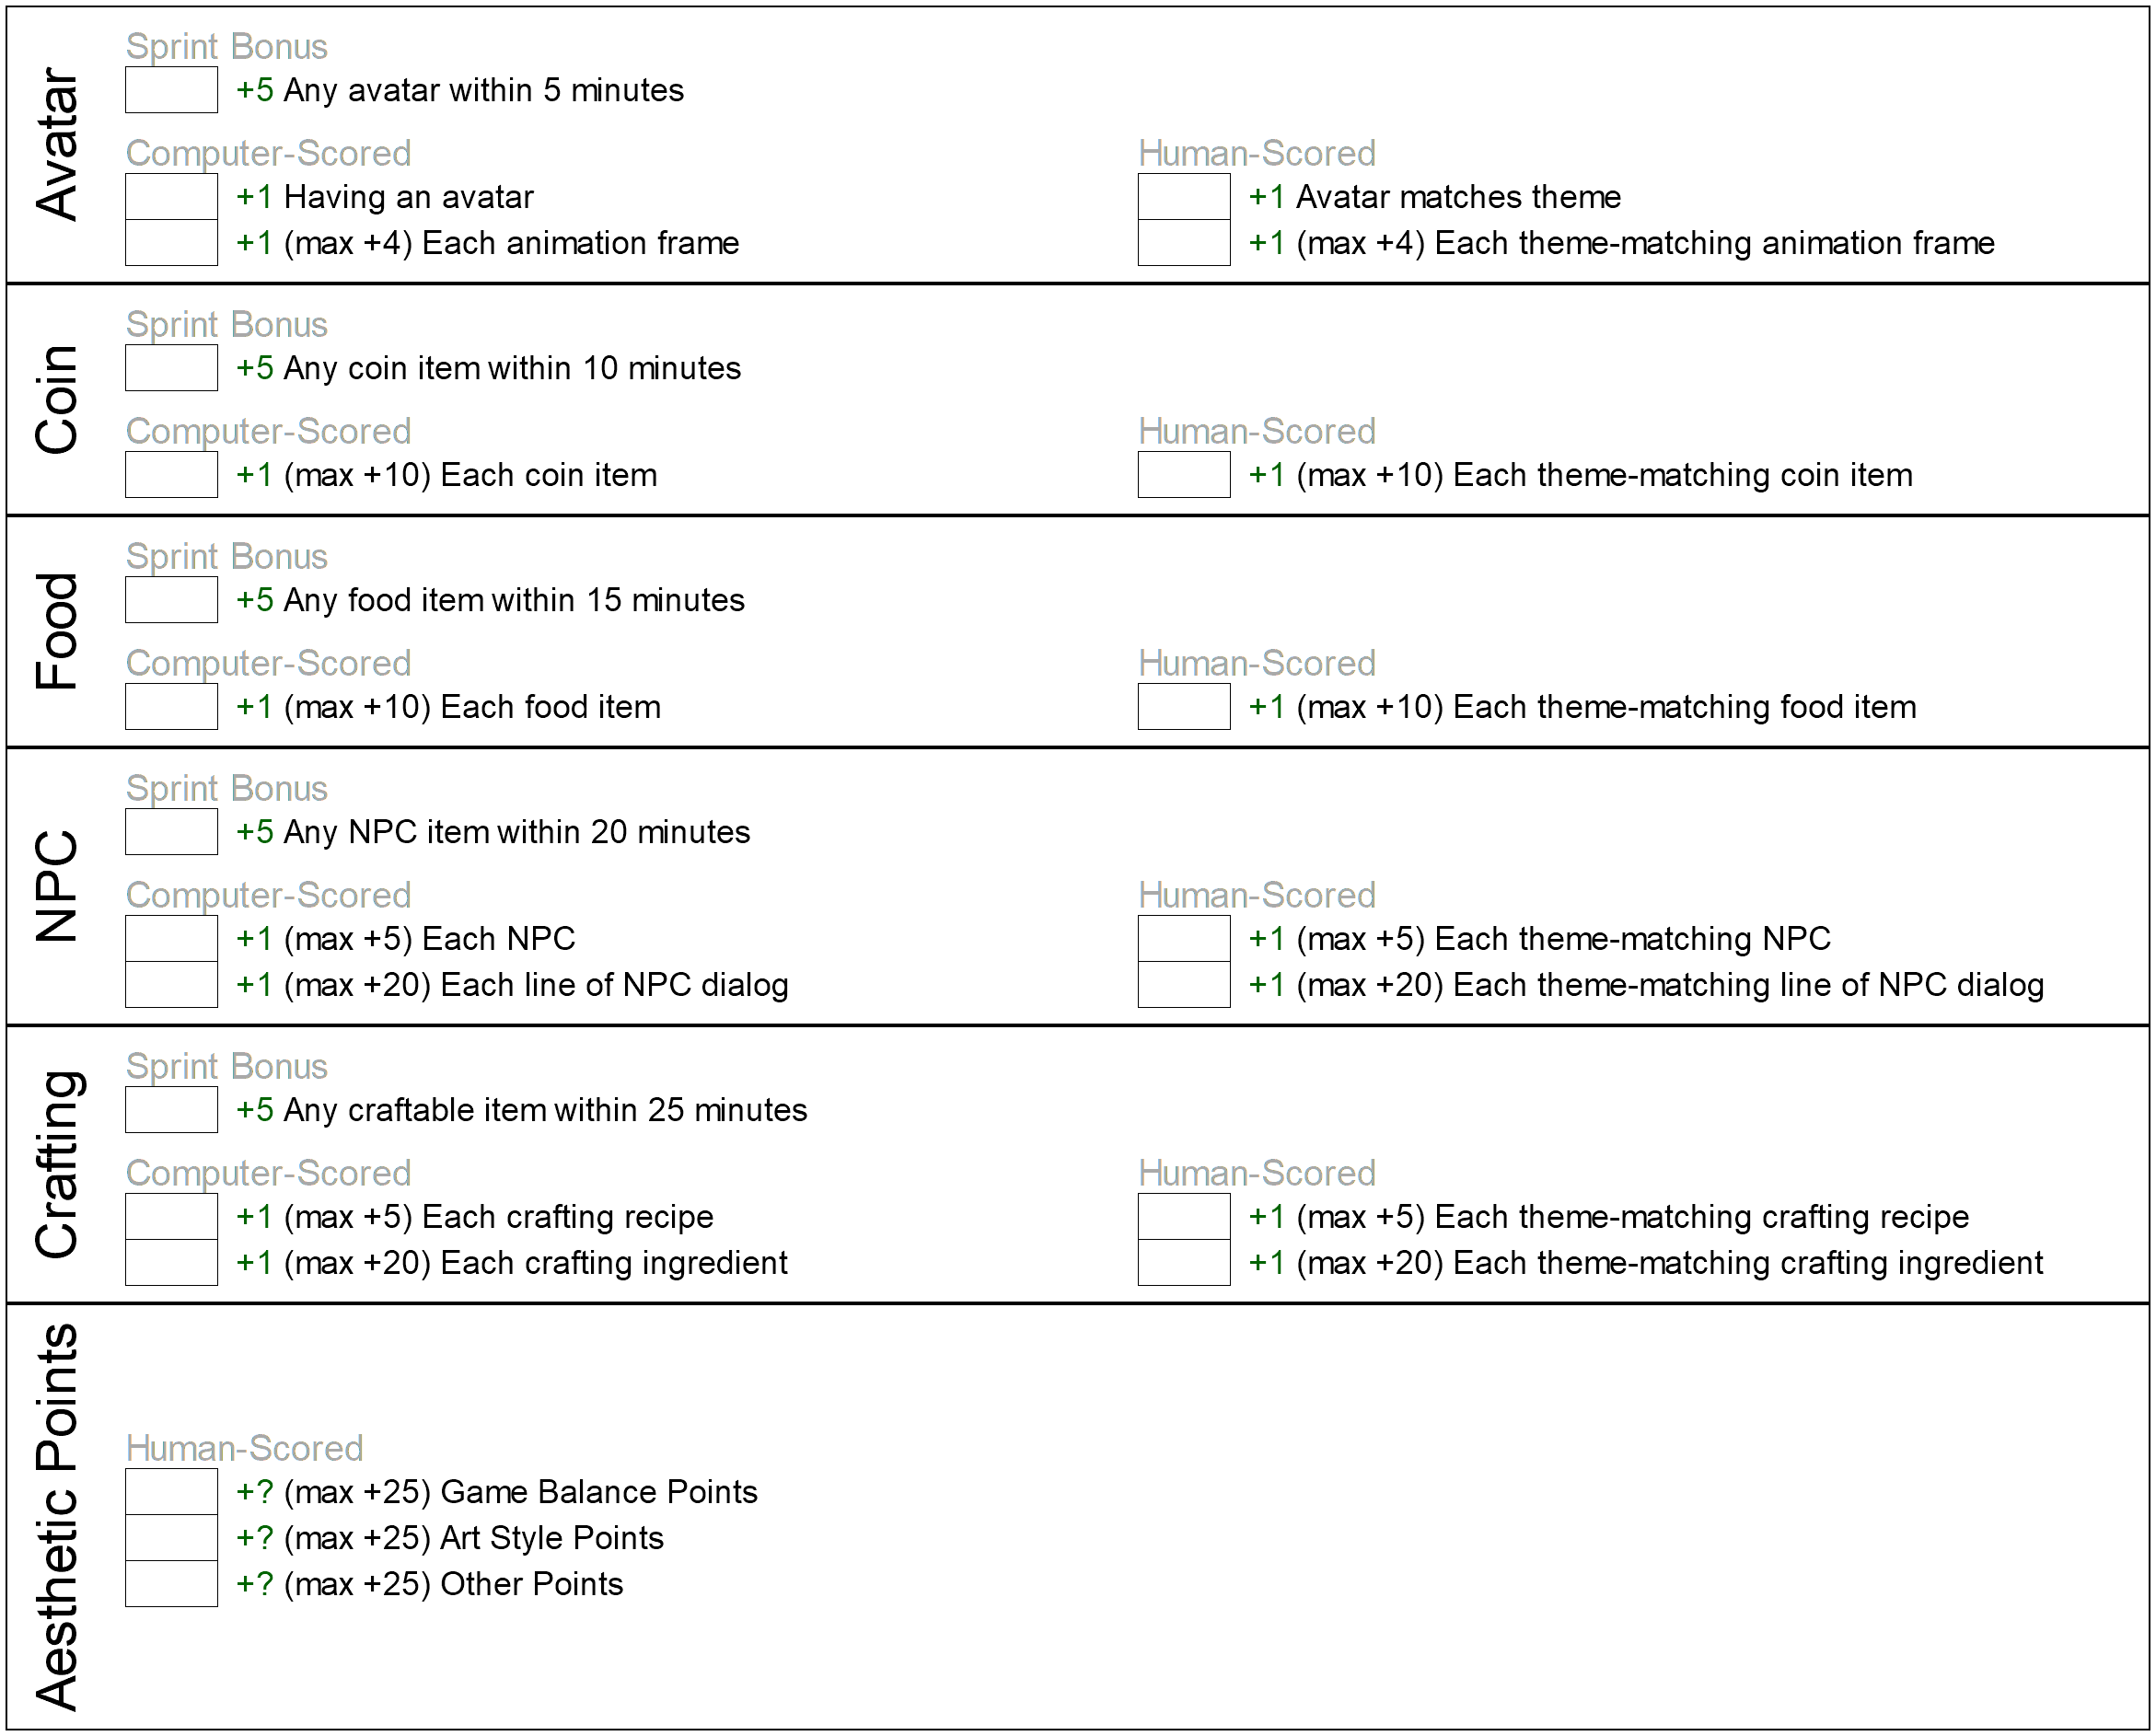 Avatar
Sprint Bonus
+5 Any avatar within 5 minutes
Computer-Scored
+1 Having an avatar
+1 (max +4) Each animation frame
Human-Scored
+1 Avatar matches theme
+1 (max +4) Each theme-matching animation frame
Coin
Sprint Bonus
+5 Any coin item within 10 minutes
Computer-Scored
+1 (max +10) Each coin item
Human-Scored
+1 (max +10) Each theme-matching coin item
Food
Sprint Bonus
+5 Any food item within 15 minutes
Computer-Scored
+1 (max +10) Each food item
Human-Scored
+1 (max +10) Each theme-matching food item
NPC
Sprint Bonus
+5 Any NPC item within 20 minutes
Computer-Scored
+1 (max +5) Each NPC
+1 (max +20) Each line of NPC dialog
Human-Scored
+1 (max +5) Each theme-matching NPC
+1 (max +20) Each theme-matching line of NPC dialog
Crafting
Sprint Bonus
+5 Any craftable item within 25 minutes
Computer-Scored
+1 (max +5) Each crafting recipe
+1 (max +20) Each crafting ingredient
Human-Scored
+1 (max +5) Each theme-matching crafting recipe
+1 (max +20) Each theme-matching crafting ingredient
Aesthetic Points
Human-Scored
+? (max +25) Game Balance Points
+? (max +25) Art Style Points
+? (max +25) Other Points